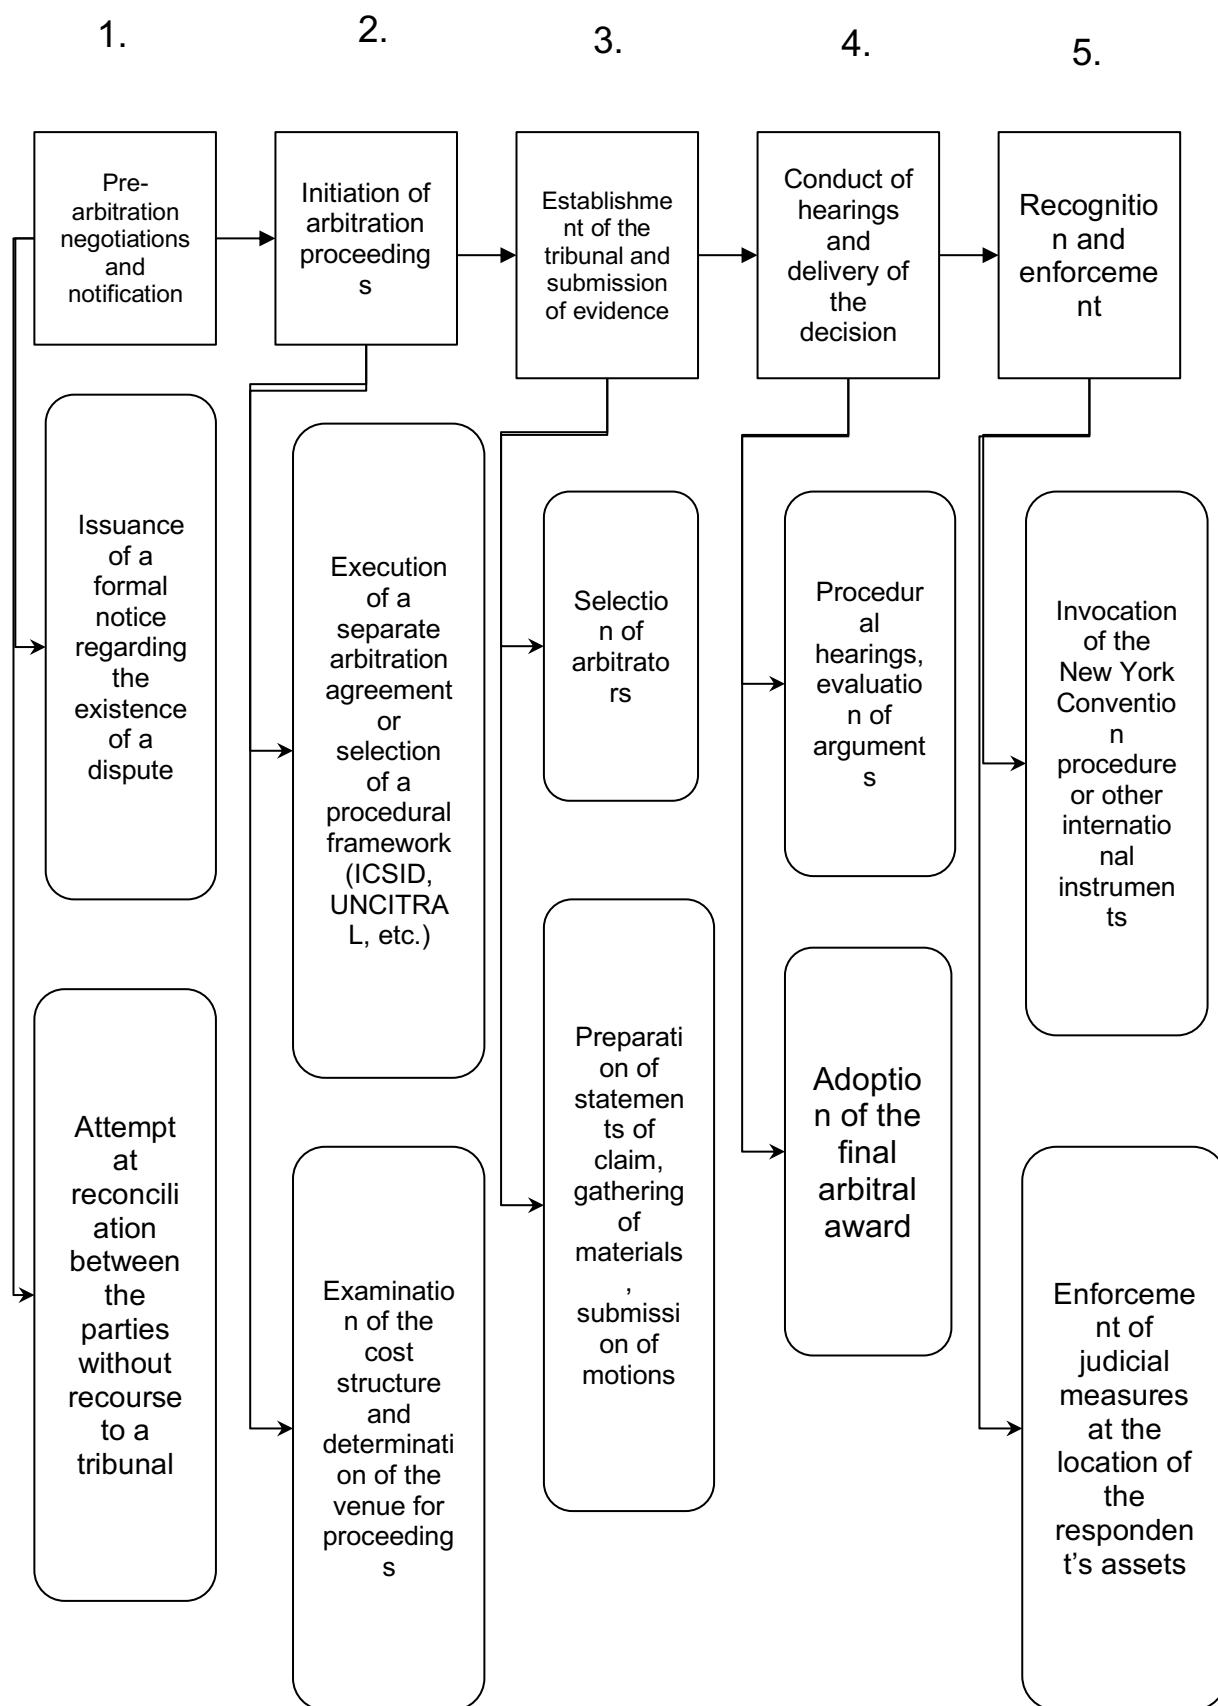 1.
2.
3.
4.
5.
Pre-
arbitration
negotiations
and
notification
Initiation of
arbitration
proceeding
s
Establishme
nt of the
tribunal and
submission
of evidence
Conduct of
hearings
and
delivery of
the
decision
Recognitio
n and
enforceme
nt
Issuance
of a
formal
notice
regarding
the
existence
of a
dispute
Attempt
at
reconcili
ation
between
the
parties
without
recourse
to a
tribunal
Execution
of a
separate
arbitration
agreement
or
selection
of a
procedural
framework
(ICSID,
UNCITRA
L, etc.)
Examinatio
n of the
cost
structure
and
determinati
on of the
venue for
proceeding
s
Selectio
n of
arbitrato
rs
Preparati
on of
statemen
ts of
claim,
gathering
of
materials
,
submissi
on of
motions
Procedur
al
hearings,
evaluatio
n of
argument
s
Adoptio
n of the
final
arbitral
award
Invocation
of the
New York
Conventio
n
procedure
or other
internatio
nal
instrumen
ts
Enforceme
nt of
judicial
measures
at the
location of
the
responden
t’s assets